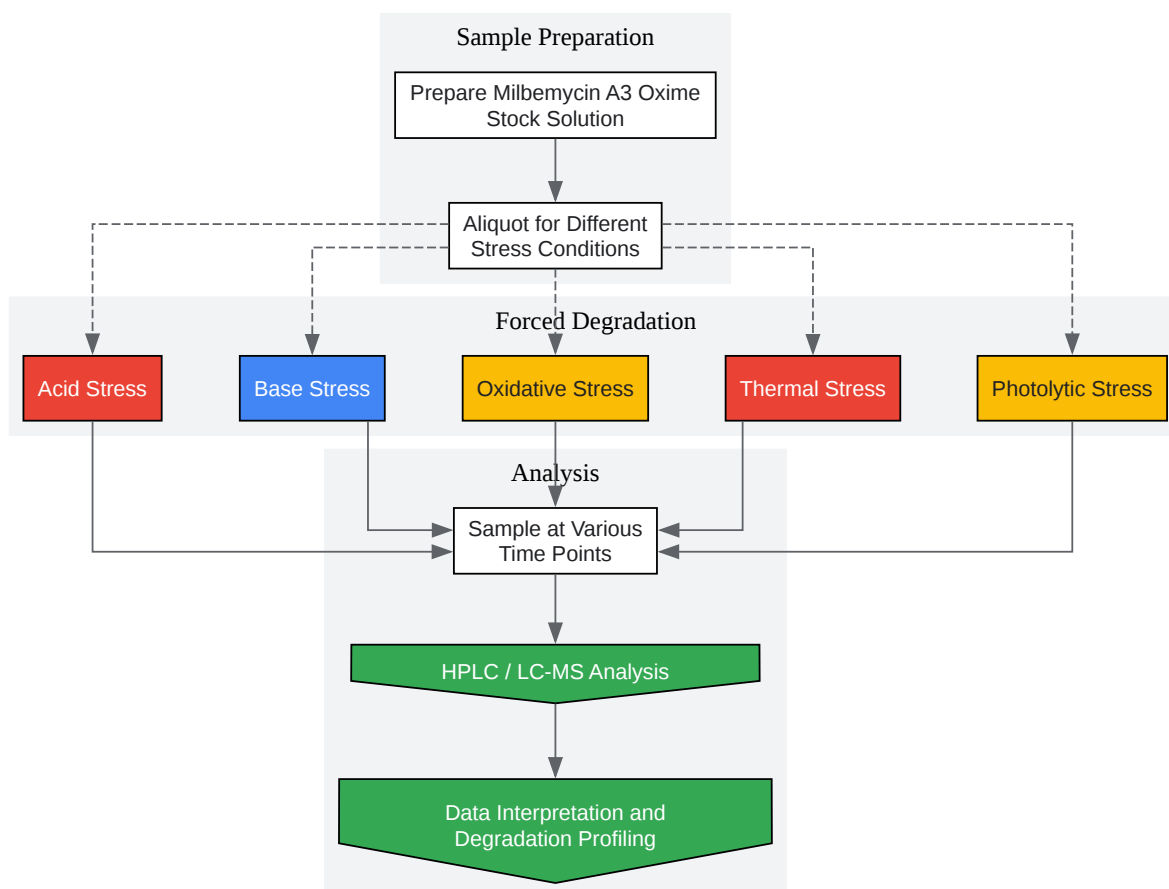 Sample Preparation
Prepare Milbemycin A3 Oxime
Stock Solution
Aliquot for Different
Stress Conditions
Forced Degradation
Acid Stress
Base Stress
Oxidative Stress
Thermal Stress
Photolytic Stress
Analysis
Sample at Various
Time Points
HPLC / LC-MS Analysis
Data Interpretation and
Degradation Profiling